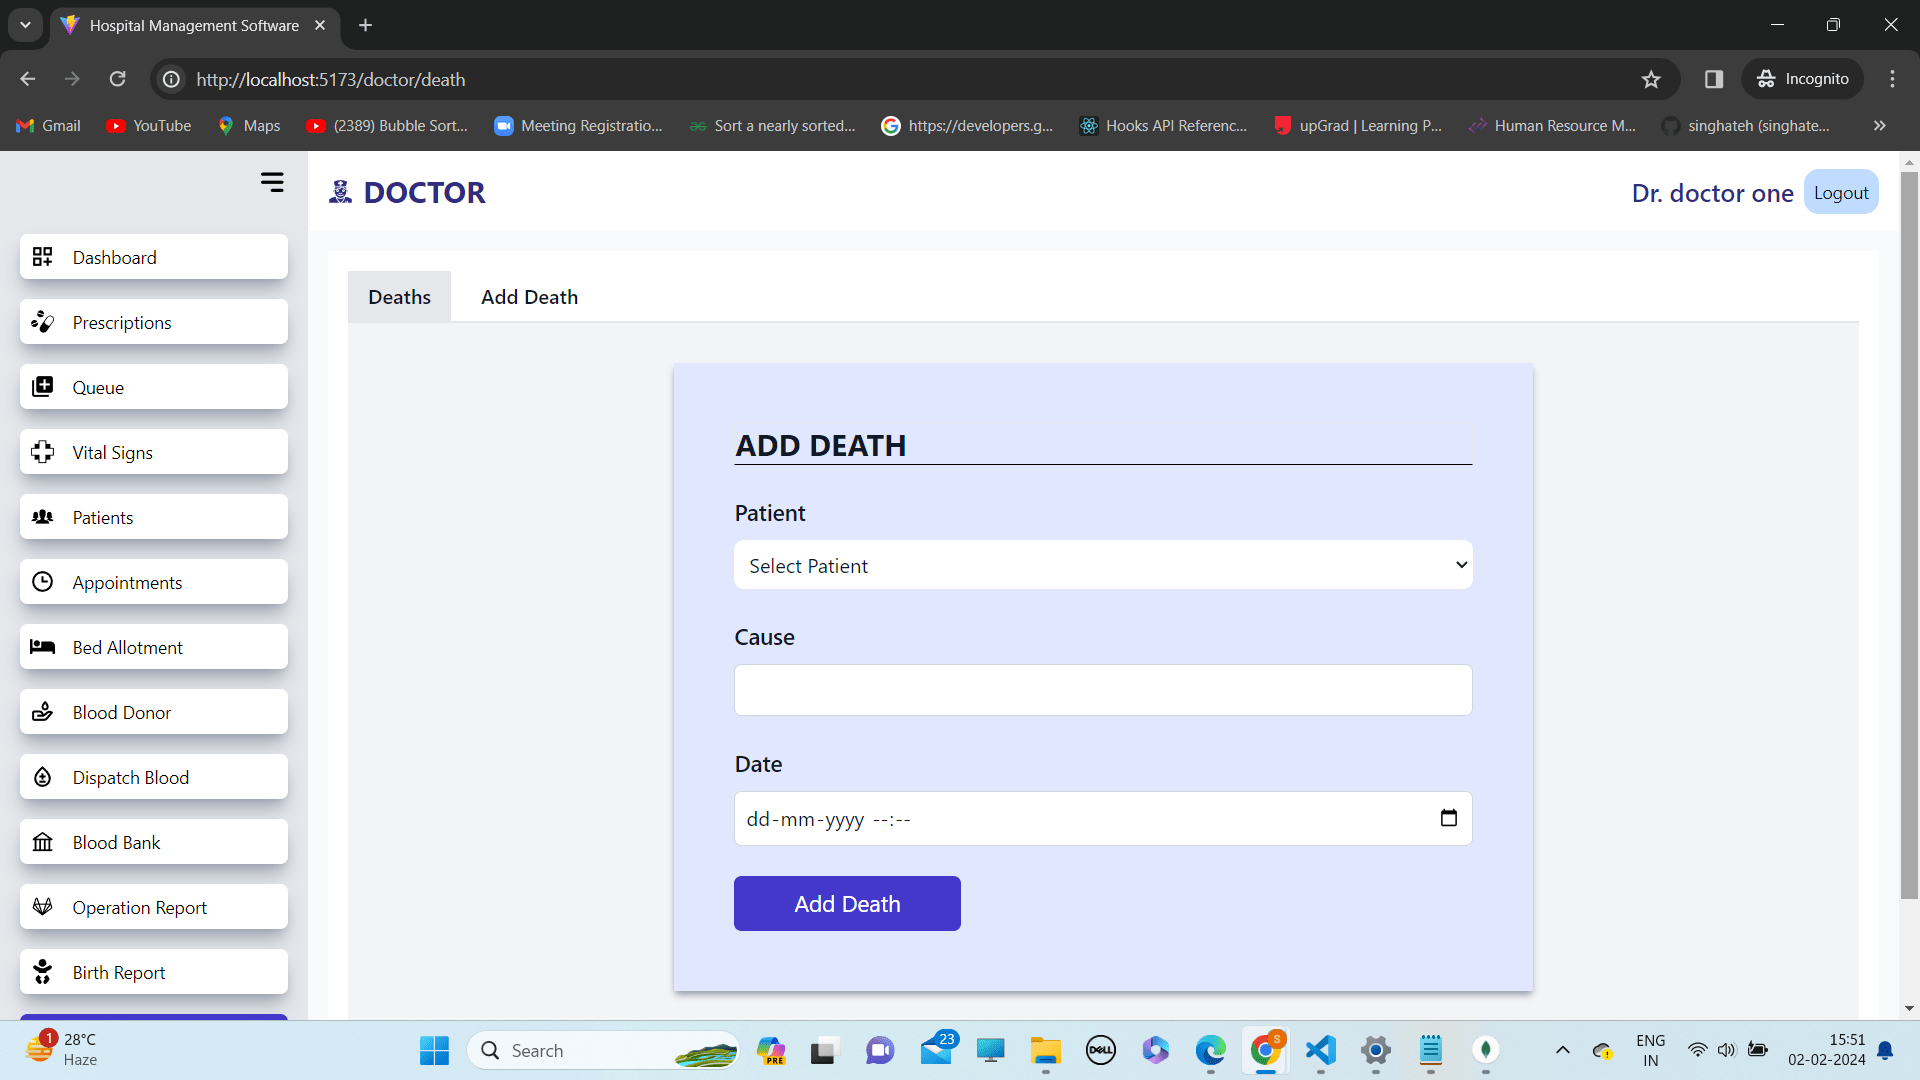 Hospital Management Software
http://localhost:5173/doctor/death
Incognito
Gmail
YouTube
Maps
(2389) Bubble Sort...
Meeting Registratio...
Sort a nearly sorted...
https://developers.g...
Hooks API Referenc...
upGrad | Learning P...
Human Resource M...
singhateh (singhate...
DOCTOR
Dr. doctor one
Logout
Dashboard
Prescriptions
Queue
Vital Signs
Patients
Appointments
Bed Allotment
Blood Donor
Dispatch Blood
Blood Bank
Operation Report
Birth Report
Deaths
Add Death
ADD DEATH
Patient
Select Patient
Cause
Date
dd-mm-yyyy --:--
Add Death
1
28°C
Haze
Search
PRE
23
DELL
S
ENG
IN
15:51
02-02-2024